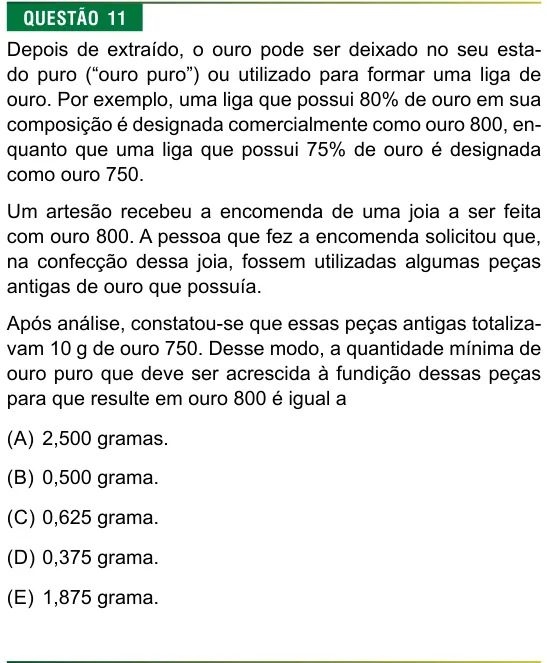 QUESTÃO 11
Depois de extraído, o ouro pode ser deixado no seu esta-
do puro (“ouro puro”) ou utilizado para formar uma liga de
ouro. Por exemplo, uma liga que possui 80% de ouro em sua
composição é designada comercialmente como ouro 800, en-
quanto que uma liga que possui 75% de ouro é designada
como ouro 750.
Um artesão recebeu a encomenda de uma joia a ser feita
com ouro 800. A pessoa que fez a encomenda solicitou que,
na confecção dessa joia, fossem utilizadas algumas peças
antigas de ouro que possuía.
Após análise, constatou-se que essas peças antigas totaliza-
vam 10 g de ouro 750. Desse modo, a quantidade mínima de
ouro puro que deve ser acrescida à fundição dessas peças
para que resulte em ouro 800 é igual a
(A) 2,500 gramas.
(B) 0,500 grama.
(C) 0,625 grama.
(D) 0,375 grama.
(E) 1,875 grama.